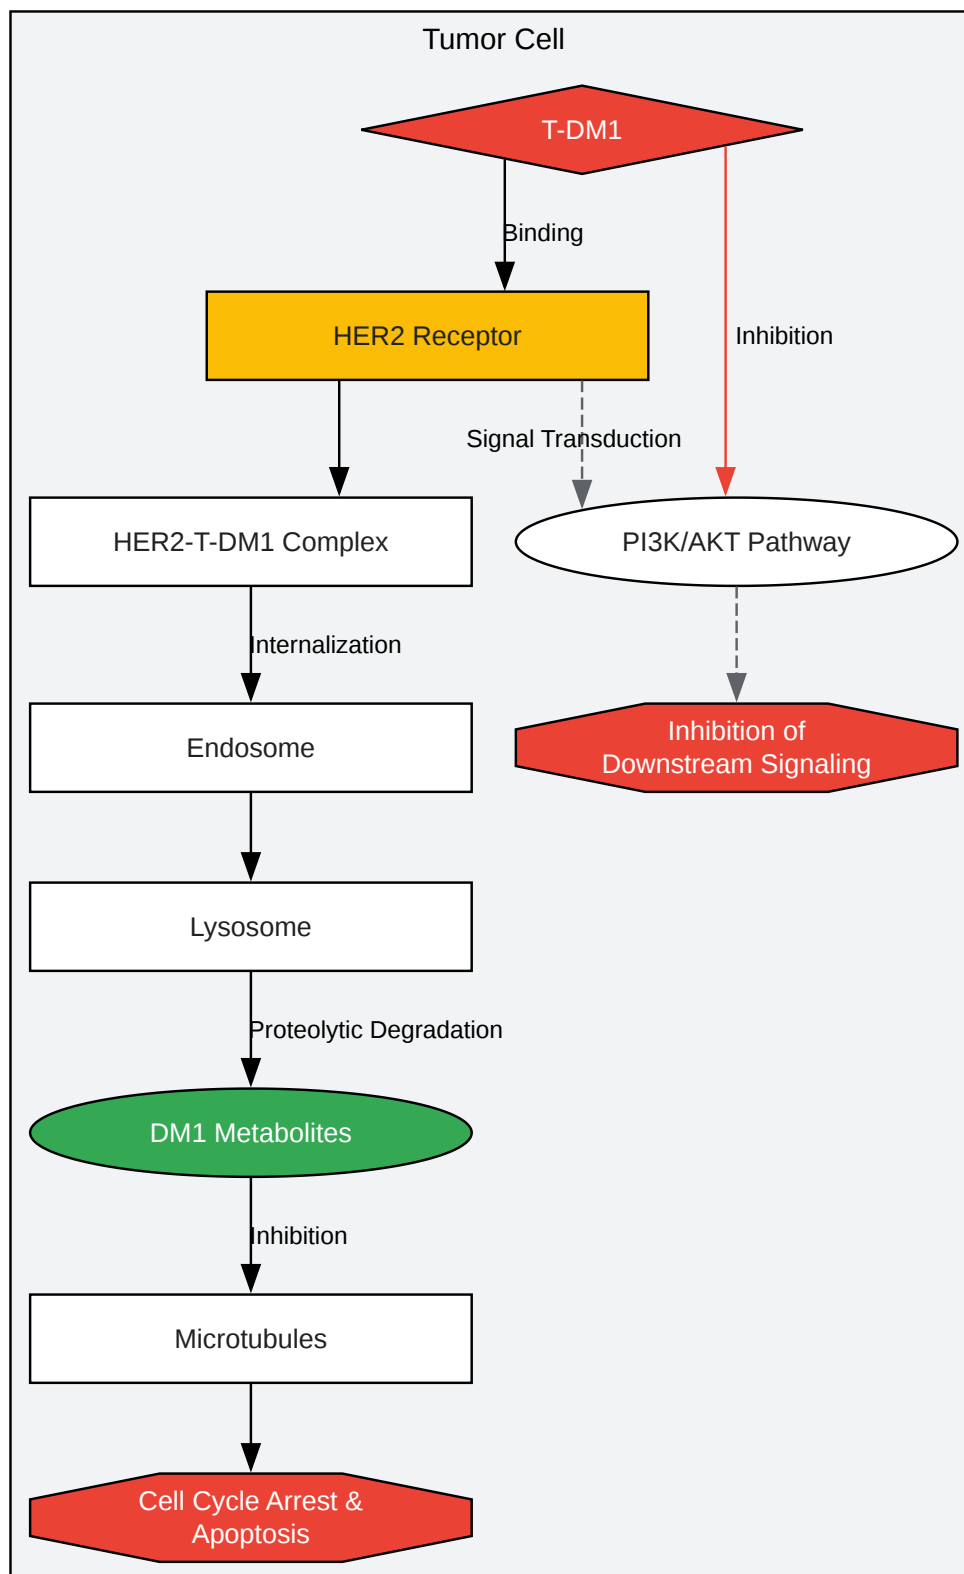 Tumor Cell
T-DM1
Binding
HER2 Receptor
Inhibition
Signal Transduction
HER2-T-DM1 Complex
PI3K/AKT Pathway
Internalization
Endosome
Inhibition of
Downstream Signaling
Lysosome
Proteolytic Degradation
DM1 Metabolites
Inhibition
Microtubules
Cell Cycle Arrest &
Apoptosis